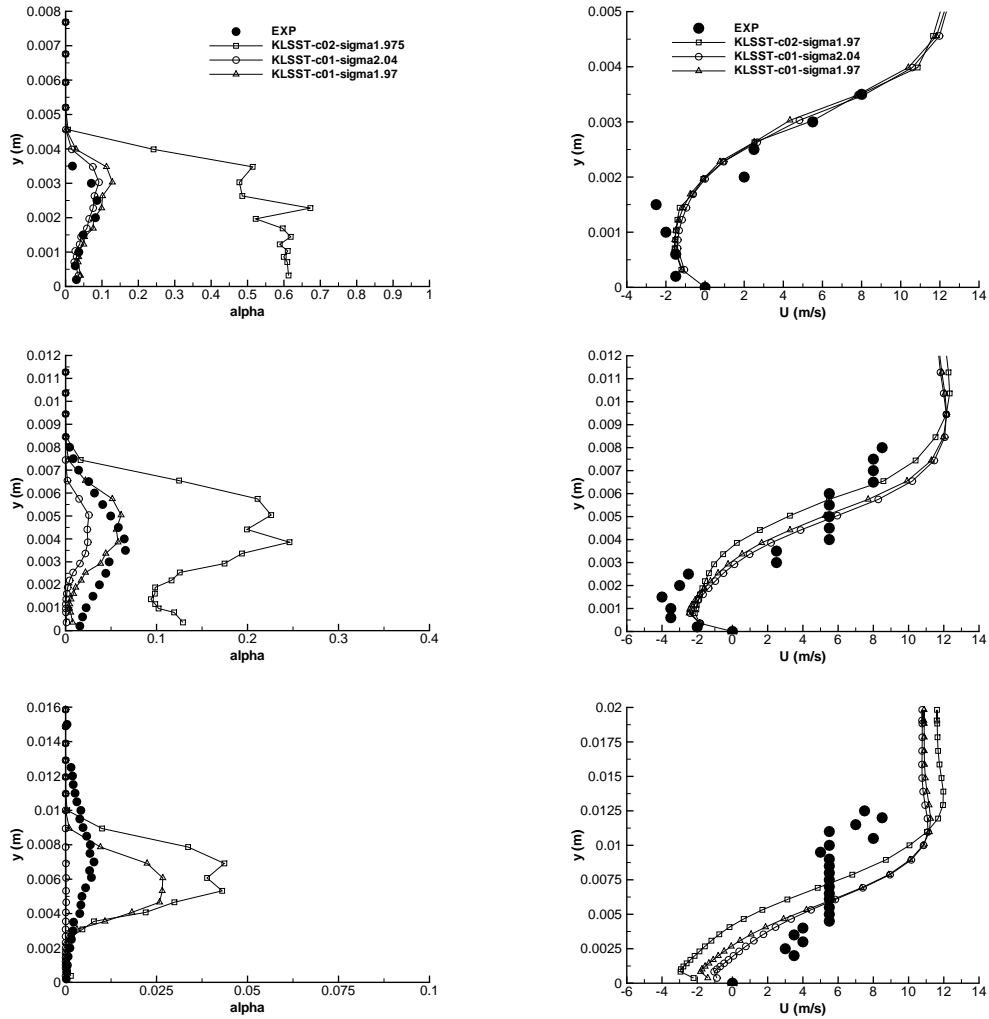 0.008
0.007
0.006
0.005
0.004
0.003
0.002
0.001
0
y (m)
EXP
KLSST-c02-sigma1.975
KLSST-c01-sigma2.04
KLSST-c01-sigma1.97
0 0.1 0.2 0.3 0.4 0.5 0.6 0.7 0.8 0.9 1
alpha
0.005
0.004
0.003
0.002
0.001
0
y (m)
EXP
KLSST-c02-sigma1.97
KLSST-c01-sigma2.04
KLSST-c01-sigma1.97
-4 -2 0 2 4 6 8 10 12 14
U (m/s)
0.012
0.011
0.01
0.009
0.008
0.007
0.006
0.005
0.004
0.003
0.002
0.001
0
y (m)
0 0.1 0.2 0.3 0.4
alpha
0.012
0.011
0.01
0.009
0.008
0.007
0.006
0.005
0.004
0.003
0.002
0.001
0
y (m)
-6 -4 -2 0 2 4 6 8 10 12 14
U (m/s)
0.016
0.014
0.012
0.01
0.008
0.006
0.004
0.002
0
y (m)
0 0.025 0.05 0.075 0.1
alpha
0.02
0.0175
0.015
0.0125
0.01
0.0075
0.005
0.0025
0
y (m)
-6 -4 -2 0 2 4 6 8 10 12 14
U (m/s)